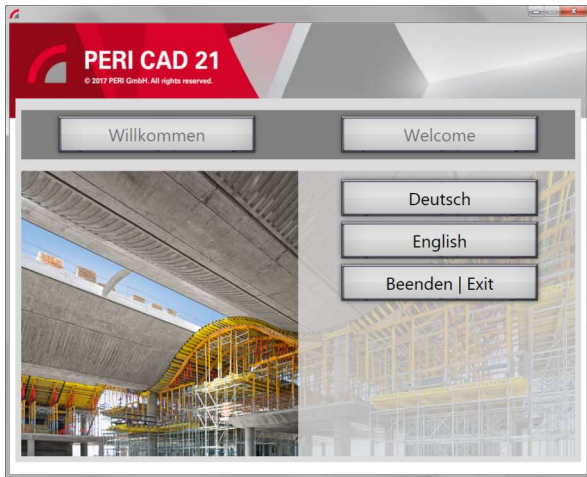 PERI CAD 21
© 2017 PERI GmbH. All rights reserved.
Willkommen
Welcome
Deutsch
English
Beenden | Exit